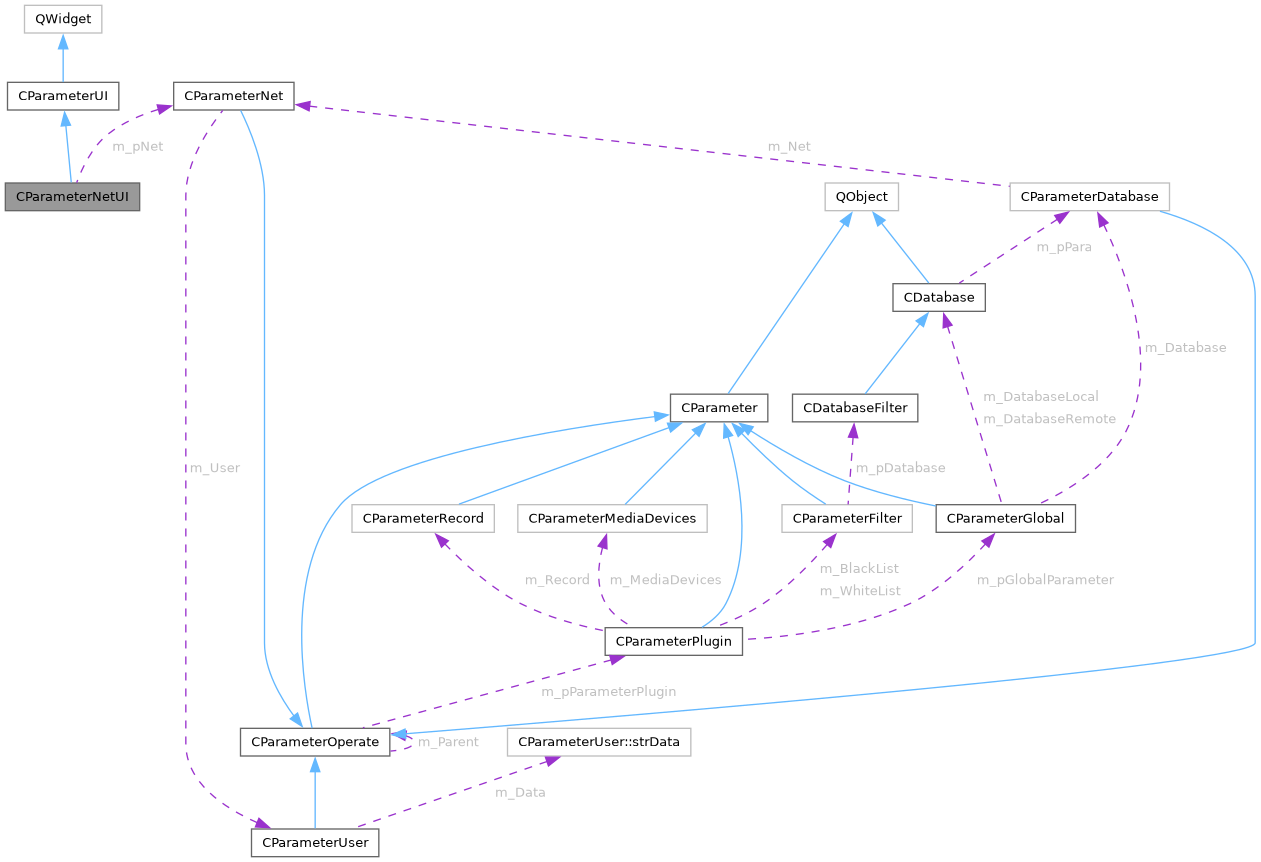 QWidget
CParameterUI
CParameterNet
m_pNet
m_Net
CParameterNetUI
QObject
CParameterDatabase
m_pPara
CDatabase
m_Database
m_DatabaseLocal
m_DatabaseRemote
CParameter
CDatabaseFilter
m_User
m_pDatabase
CParameterRecord
CParameterMediaDevices
CParameterFilter
CParameterGlobal
m_Record
m_MediaDevices
m_BlackList
m_WhiteList
m_pGlobalParameter
CParameterPlugin
m_pParameterPlugin
CParameterOperate
m_Parent
CParameterUser::strData
m_Data
CParameterUser